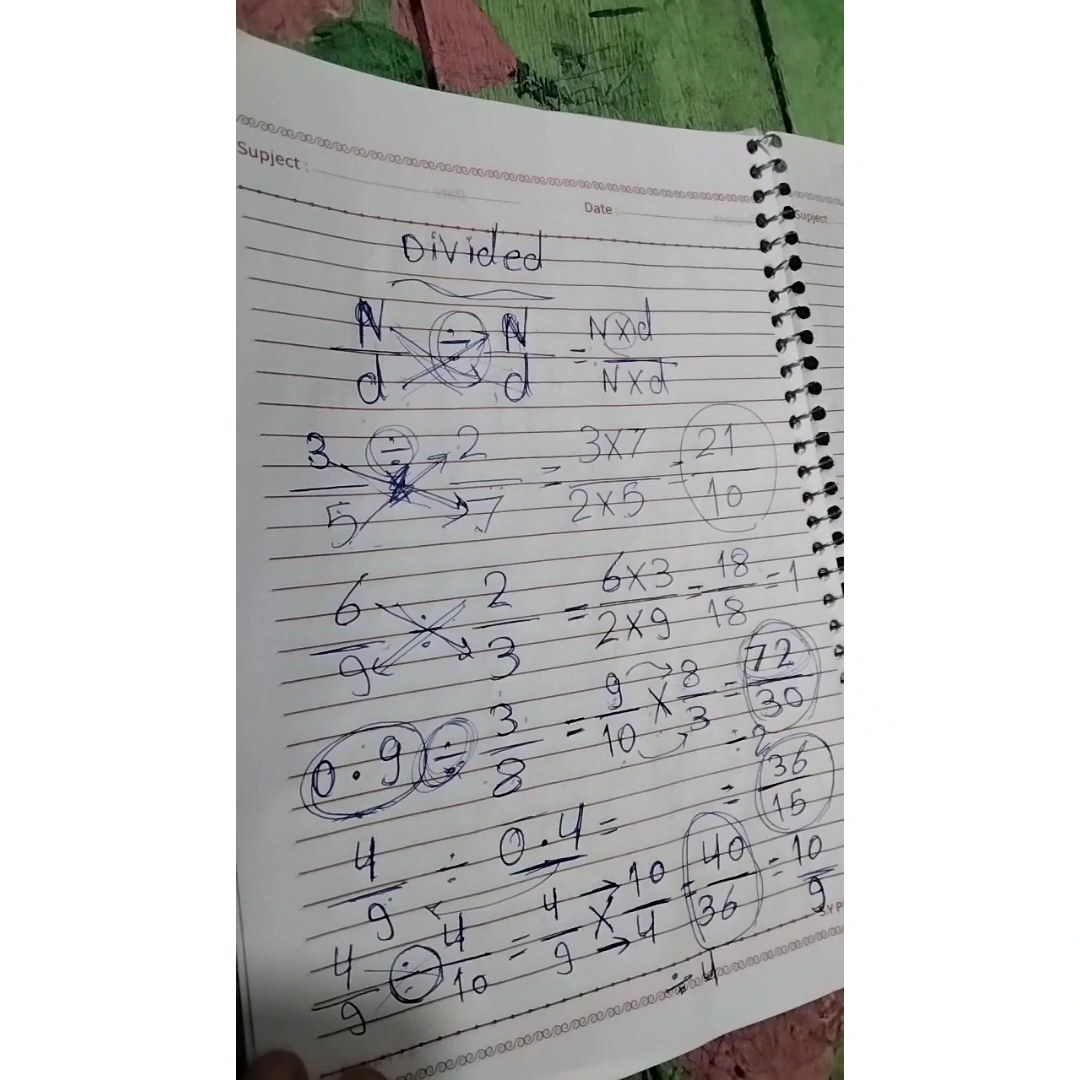 Supject :
Date
Supject
Divided
N/d ÷ N/d = N×d/N×d
3/5 ÷ 2/7 = 3×7/2×5 = 21/10
6/9 ÷ 2/3 = 6×3/2×9 = 18/18 = 1
0.9 ÷ 3/8 = 9/10 × 8/3 = 72/30
÷2
= 36/15
4/9 ÷ 0.4 =
4/9 ÷ 4/10 = 4/9 × 10/4 = 40/36 = 10/9
÷4